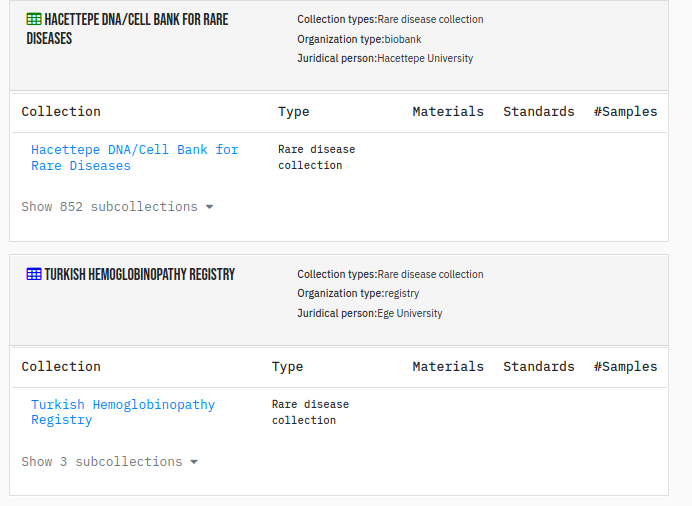 HACETTEPE DNA/CELL BANK FOR RARE
DISEASES
Collection types:Rare disease collection
Organization type:biobank
Juridical person:Hacettepe University
Collection Type Materials Standards #Samples
Hacettepe DNA/Cell Bank for
Rare Diseases
Rare disease
collection
Show 852 subcollections
TURKISH HEMOGLOBINOPATHY REGISTRY
Collection types:Rare disease collection
Organization type:registry
Juridical person:Ege University
Collection Type Materials Standards #Samples
Turkish Hemoglobinopathy
Registry
Rare disease
collection
Show 3 subcollections